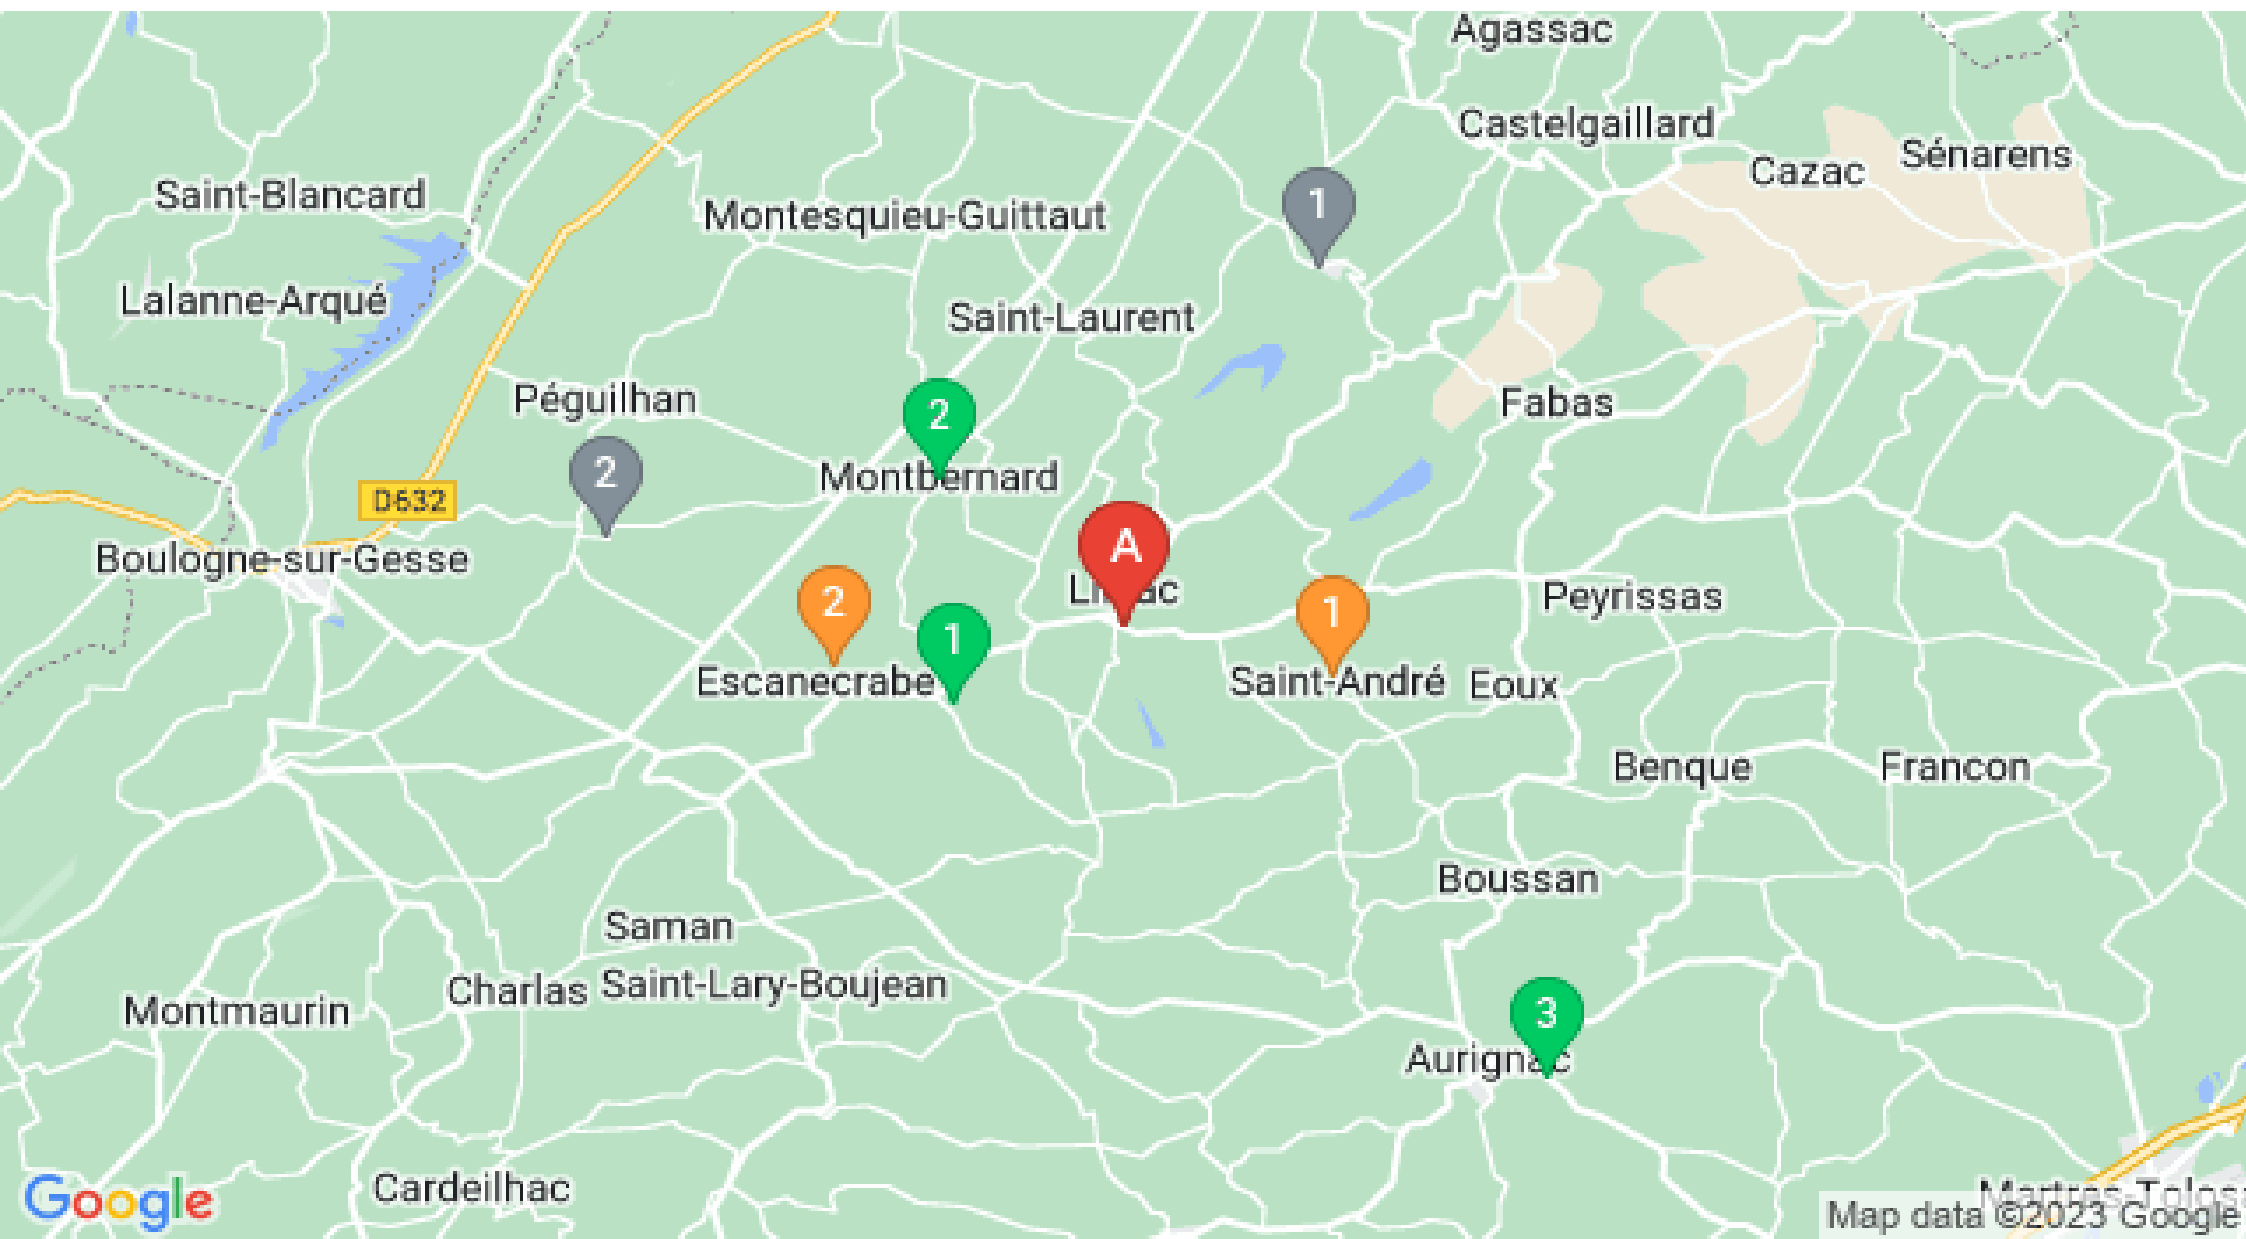 Agassac
Castelgaillard
Sénarens
Cazac
Saint-Blancard
1
Montesquieu-Guittaut
Lalanne-Arqué
Saint-Laurent
Péguilhan
Fabas
2
Montbernard
2
D632
A
Boulogne-sur-Gesse
Peyrissas
2
1
1
Escanecrabe
Saint-André
Eoux
Benque
Francon
Boussan
Saman
Saint-Lary-Boujean
Charlas
Montmaurin
3
Aurignac
Cardeilhac
Google
Map data ©2023 Google